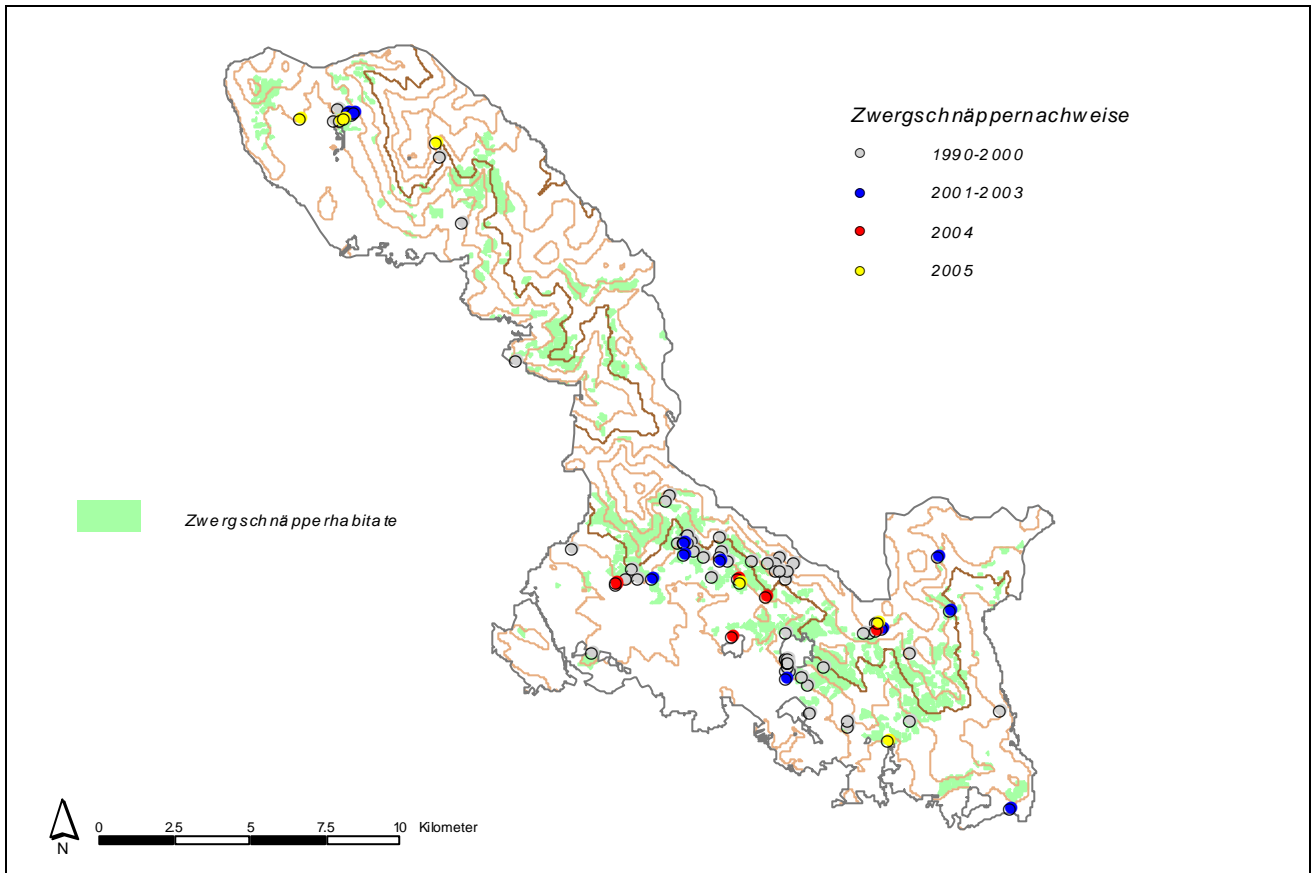 Zwergschnäppernachweise
1990-2000
2001-2003
2004
2005
Zwergschnäpperhabitate
N
0 2.5 5 7.5 10 Kilometer